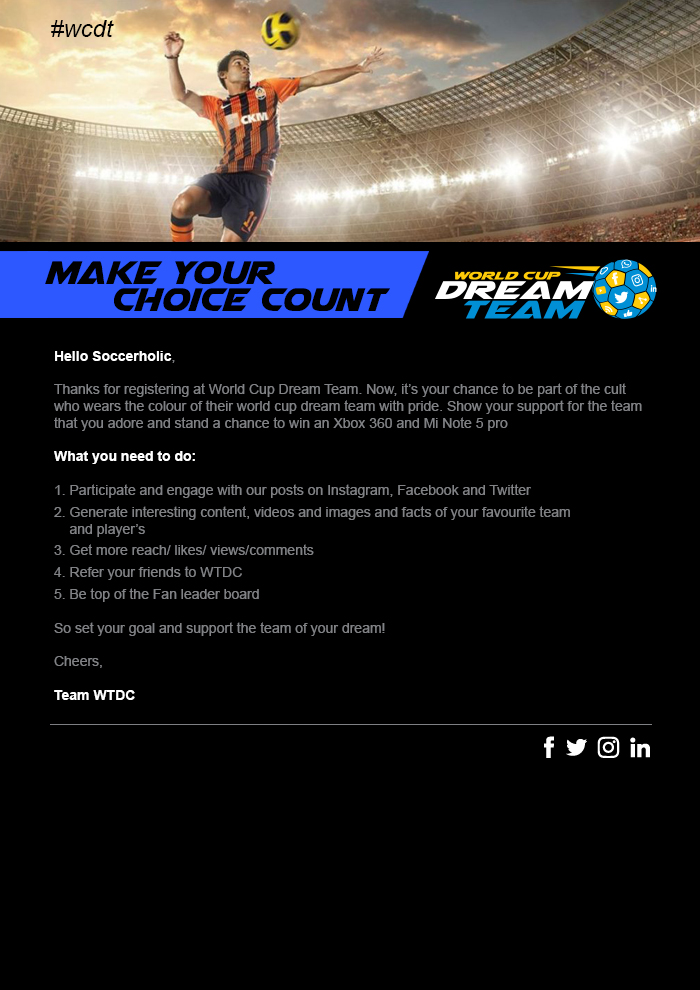 #wcdt
СКМ
11
MAKE YOUR
CHOICE COUNT
WORLD CUP
DREAM
TEAM
Hello Soccerholic,
Thanks for registering at World Cup Dream Team. Now, it's your chance to be part of the cult
who wears the colour of their world cup dream team with pride. Show your support for the team
that you adore and stand a chance to win an Xbox 360 and Mi Note 5 pro
What you need to do:
1. Participate and engage with our posts on Instagram, Facebook and Twitter
2. Generate interesting content, videos and images and facts of your favourite team
and player's
3. Get more reach/ likes/ views/comments
4. Refer your friends to WTDC
5. Be top of the Fan leader board
So set your goal and support the team of your dream!
Cheers,
Team WTDC